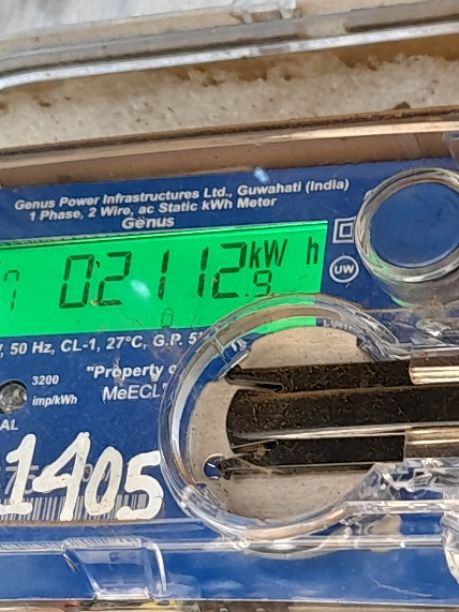 Genus Power Infrastructures Ltd., Guwahati (India)
1 Phase, 2 Wire, ac Static kWh Meter
Genus
02112.9 kW h
UW
, 50 Hz, CL-1, 27°C, G.P. 5
3200
imp/kWh
"Property
MeECL"
AL
1405